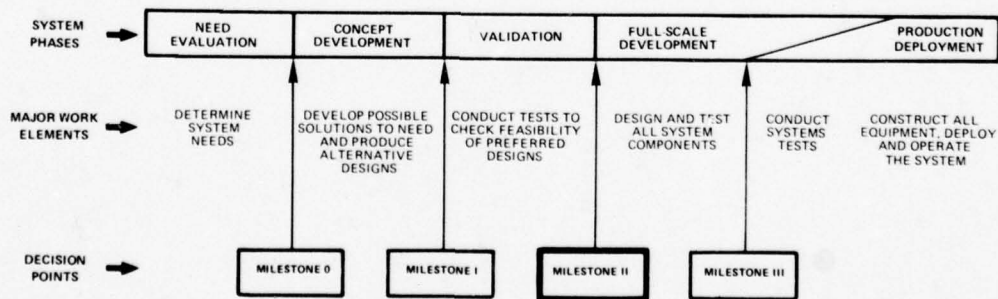 SYSTEM
PHASES
NEED
EVALUATION
CONCEPT
DEVELOPMENT
VALIDATION
FULL-SCALE
DEVELOPMENT
PRODUCTION
DEPLOYMENT
MAJOR WORK
ELEMENTS
DETERMINE
SYSTEM
NEEDS
DEVELOP POSSIBLE
SOLUTIONS TO NEED
AND PRODUCE
ALTERNATIVE
DESIGNS
CONDUCT TESTS TO
CHECK FEASIBILITY
OF PREFERRED
DESIGNS
DESIGN AND TEST
ALL SYSTEM
COMPONENTS
CONDUCT
SYSTEMS
TESTS
CONSTRUCT ALL
EQUIPMENT, DEPLOY
AND OPERATE
THE SYSTEM
DECISION
POINTS
MILESTONE 0
MILESTONE I
MILESTONE II
MILESTONE III